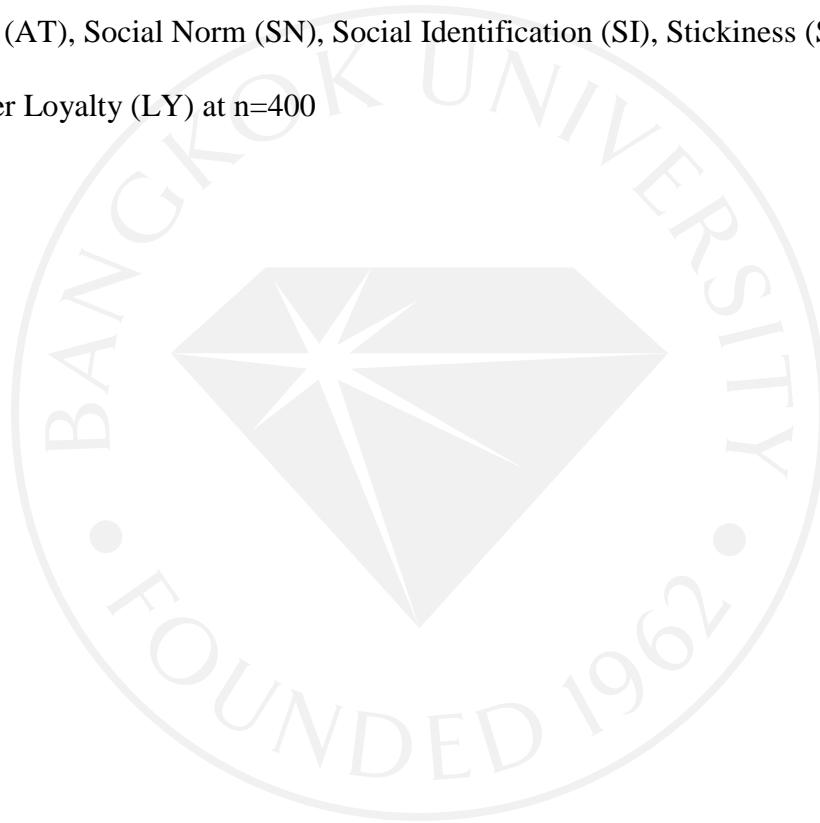 (AT), Social Norm (SN), Social Identification (SI), Stickiness (
er Loyalty (LY) at n=400
BANGKOK UNIVERSITY
FOUNDED 1962